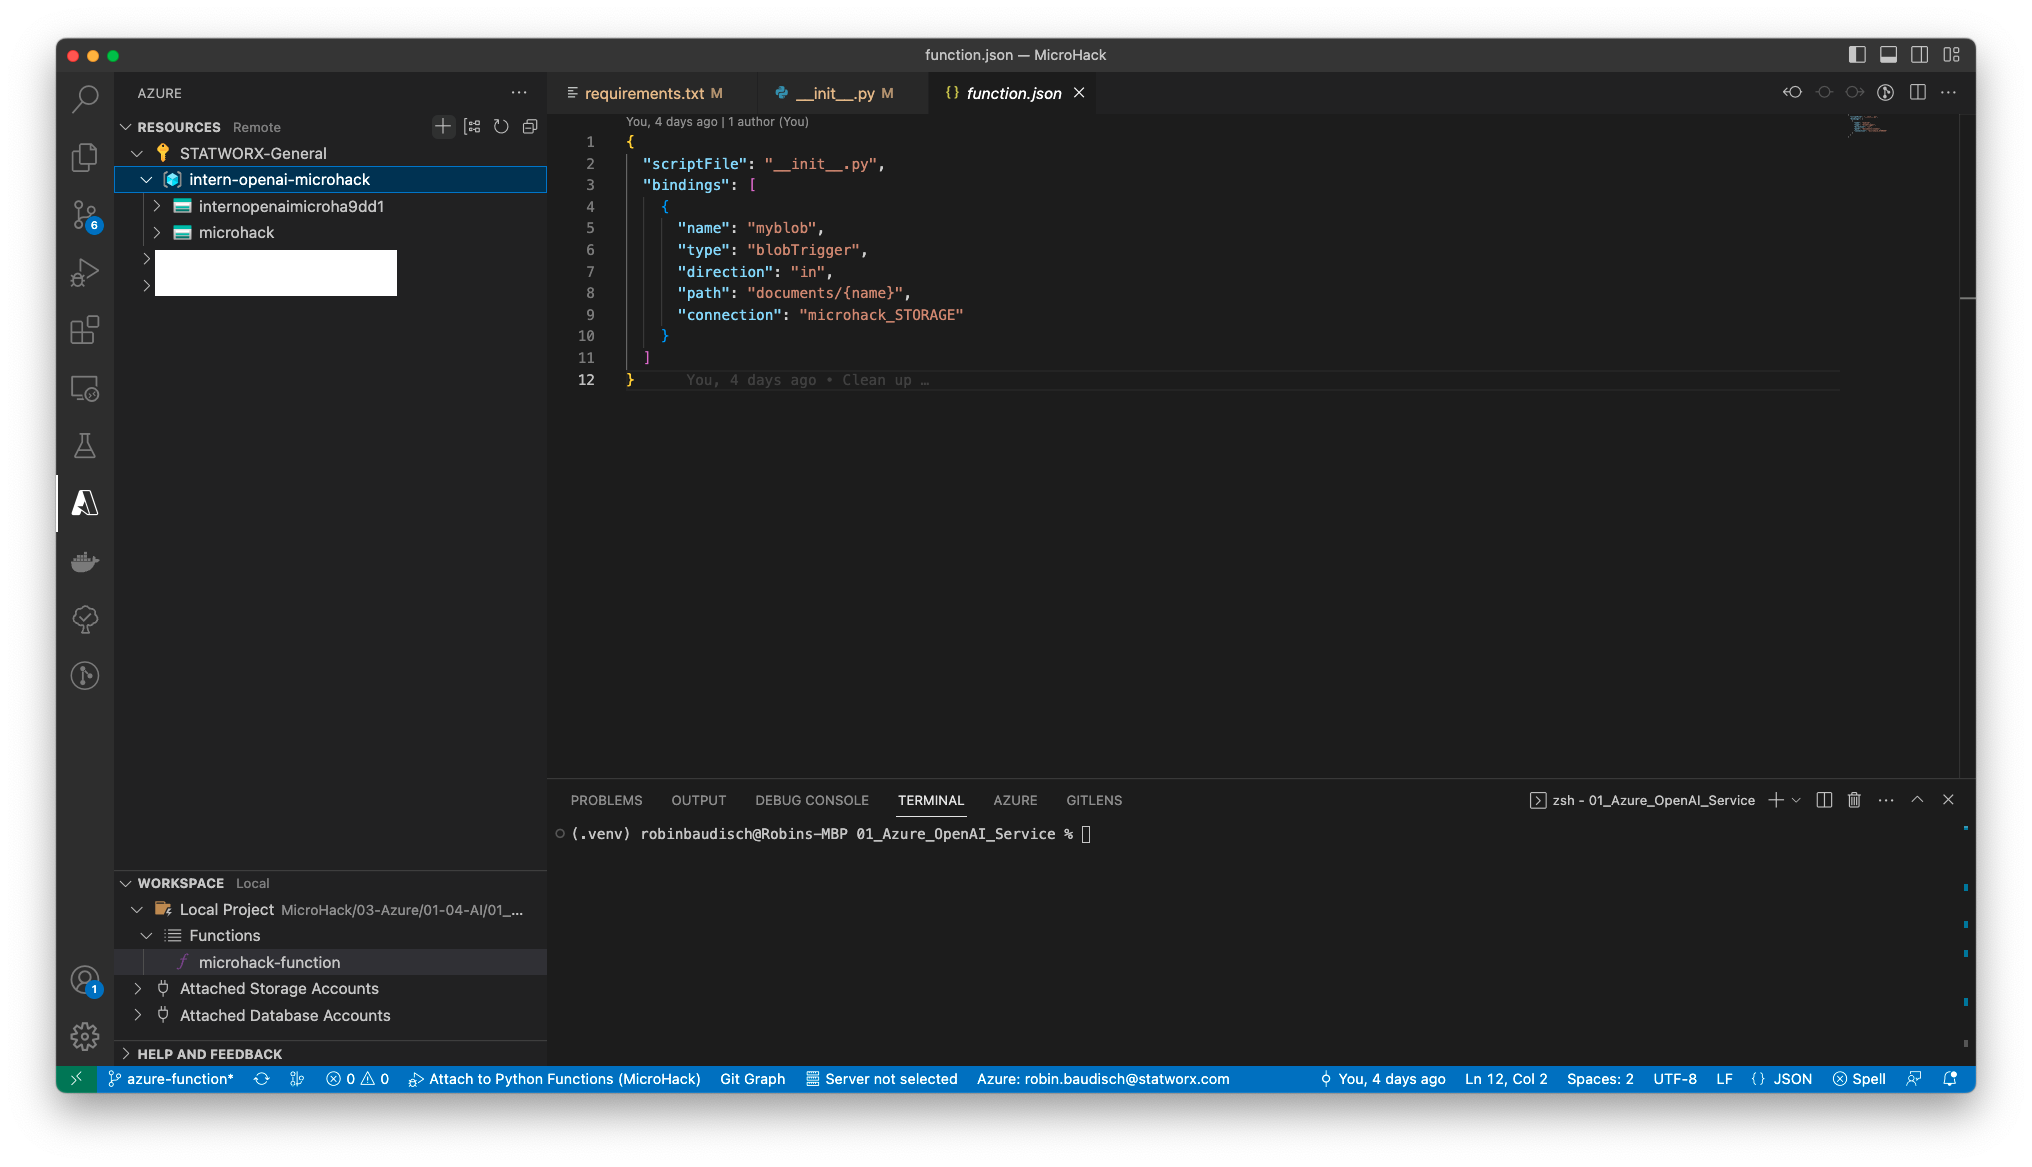 function.json — MicroHack
AZURE
RESOURCES Remote
STATWORX-General
intern-openai-microhack
internopenaimicroha9dd1
microhack
requirements.txt M
__init__.py M
{} function.json
You, 4 days ago | 1 author (You)
1 {
2 "scriptFile": "__init__.py",
3 "bindings": [
4 {
5 "name": "myblob",
6 "type": "blobTrigger",
7 "direction": "in",
8 "path": "documents/{name}",
9 "connection": "microhack_STORAGE"
10 }
11 ]
12 } You, 4 days ago • Clean up …
6
PROBLEMS OUTPUT DEBUG CONSOLE TERMINAL AZURE GITLENS
zsh - 01_Azure_OpenAI_Service
(.venv) robinbaudisch@Robins-MBP 01_Azure_OpenAI_Service %
WORKSPACE Local
Local Project MicroHack/03-Azure/01-04-AI/01_...
Functions
microhack-function
Attached Storage Accounts
Attached Database Accounts
1
HELP AND FEEDBACK
azure-function* 0 0 Attach to Python Functions (MicroHack) Git Graph Server not selected Azure: robin.baudisch@statworx.com You, 4 days ago Ln 12, Col 2 Spaces: 2 UTF-8 LF {} JSON Spell